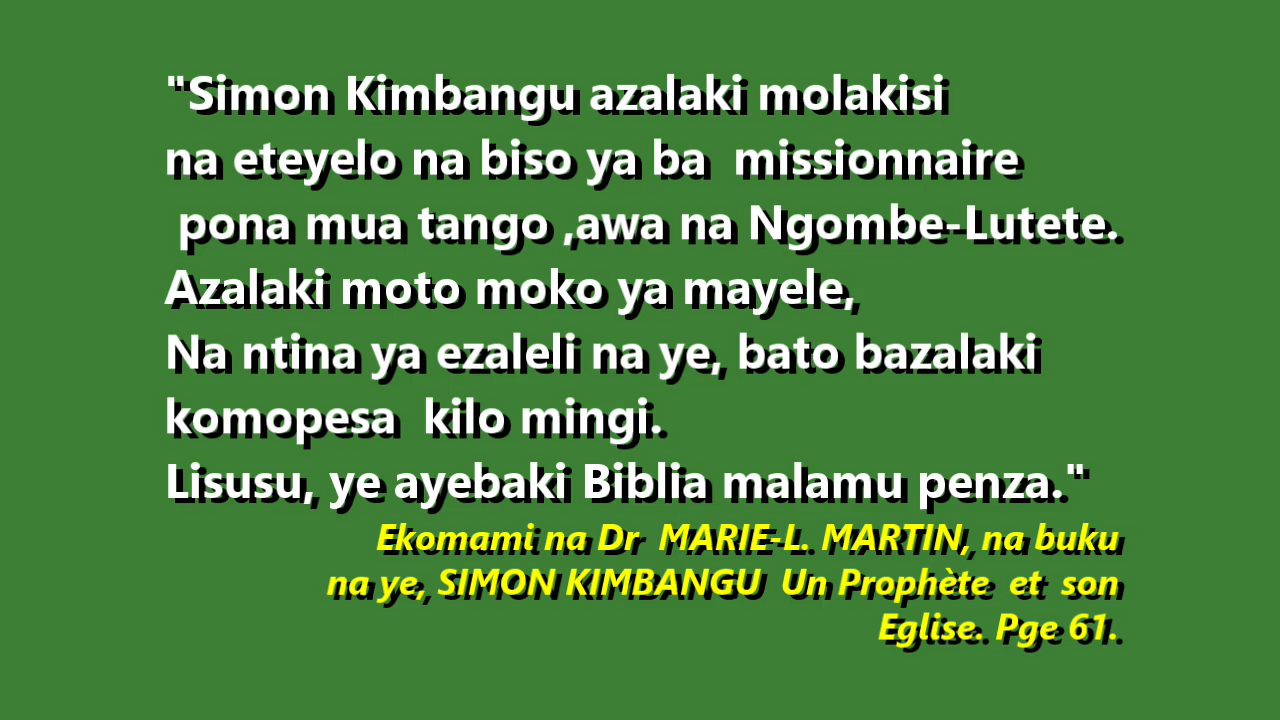 "Simon Kimbangu azalaki molakisi
na eteyelo na biso ya ba missionnaire
pona mua tango ,awa na Ngombe-Lutete.
Azalaki moto moko ya mayele,
Na ntina ya ezaleli na ye, bato bazalaki
komopesa kilo mingi.
Lisusu, ye ayebaki Biblia malamu penza."
Ekomami na Dr MARIE-L. MARTIN, na buku
na ye, SIMON KIMBANGU Un Prophète et son
Eglise. Pge 61.